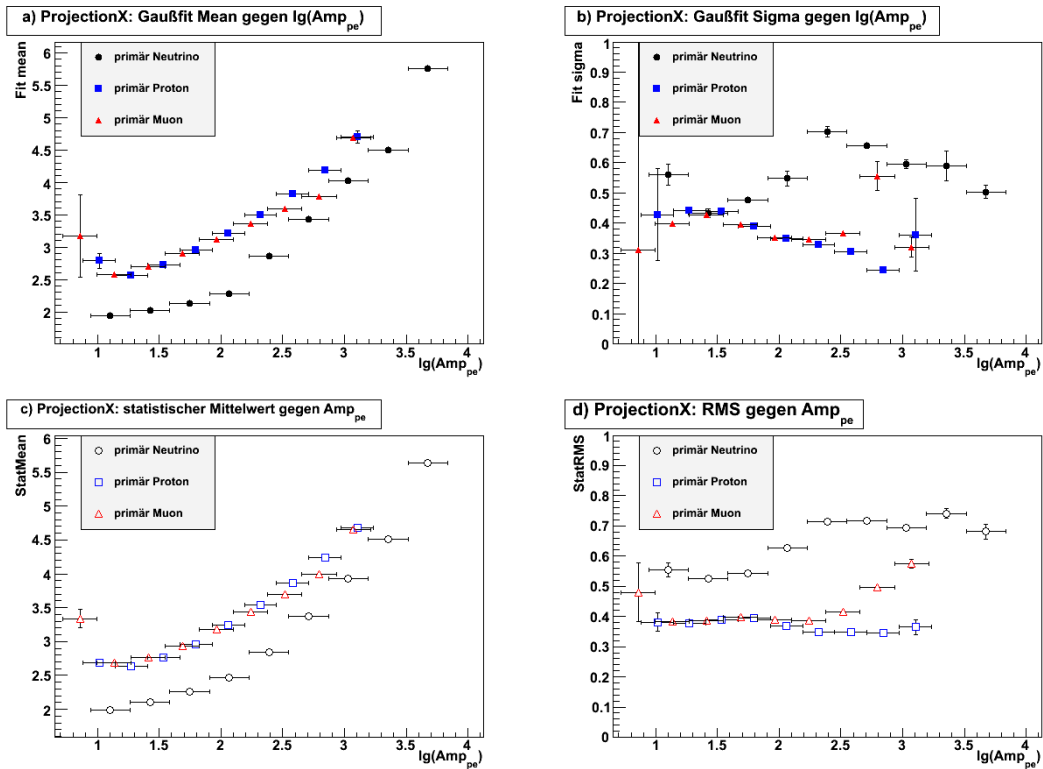 a) ProjectionX: Gaußfit Mean gegen lg(Amp_pe)
Fit mean
6
5.5
5
4.5
4
3.5
3
2.5
2
primär Neutrino
primär Proton
primär Muon
1 1.5 2 2.5 3 3.5 4
lg(Amp_pe)
b) ProjectionX: Gaußfit Sigma gegen lg(Amp_pe)
Fit sigma
1
0.9
0.8
0.7
0.6
0.5
0.4
0.3
0.2
0.1
0
primär Neutrino
primär Proton
primär Muon
1 1.5 2 2.5 3 3.5 4
lg(Amp_pe)
c) ProjectionX: statistischer Mittelwert gegen Amp_pe
StatMean
6
5.5
5
4.5
4
3.5
3
2.5
2
primär Neutrino
primär Proton
primär Muon
1 1.5 2 2.5 3 3.5 4
lg(Amp_pe)
d) ProjectionX: RMS gegen Amp_pe
StatRMS
1
0.9
0.8
0.7
0.6
0.5
0.4
0.3
0.2
0.1
0
primär Neutrino
primär Proton
primär Muon
1 1.5 2 2.5 3 3.5 4
lg(Amp_pe)